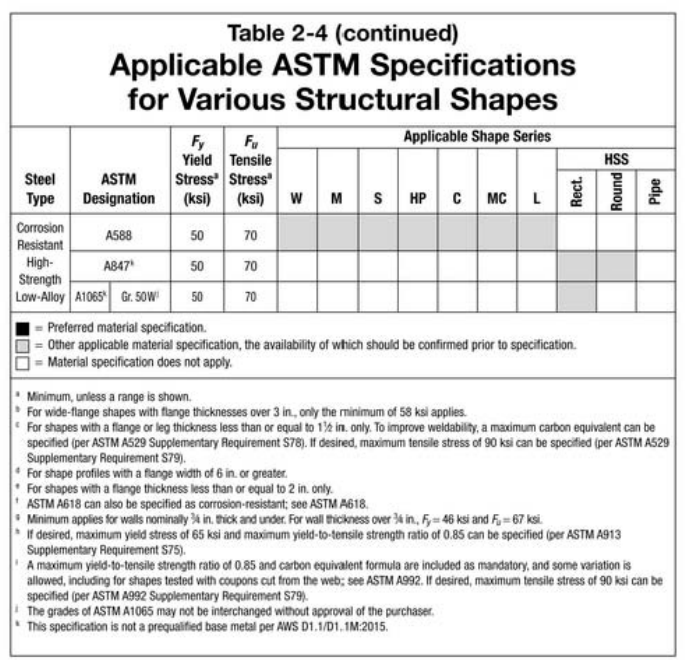 Table 2-4 (continued)
Applicable ASTM Specifications
for Various Structural Shapes
Steel Type
ASTM Designation
Fy Yield Stressᵃ (ksi)
Fu Tensile Stressᵃ (ksi)
Applicable Shape Series
HSS
W M S HP C MC L Rect. Round Pipe
Corrosion
Resistant
High-
Strength
Low-Alloy
A588 50 70
A847ᵏ 50 70
A1065ᵏ Gr. 50Wʲ 50 70
= Preferred material specification.
= Other applicable material specification, the availability of which should be confirmed prior to specification.
= Material specification does not apply.
ᵃ Minimum, unless a range is shown.
ᵇ For wide-flange shapes with flange thicknesses over 3 in., only the minimum of 58 ksi applies.
ᶜ For shapes with a flange or leg thickness less than or equal to 1½ in. only. To improve weldability, a maximum carbon equivalent can be
specified (per ASTM A529 Supplementary Requirement S78). If desired, maximum tensile stress of 90 ksi can be specified (per ASTM A529
Supplementary Requirement S79).
ᵈ For shape profiles with a flange width of 6 in. or greater.
ᵉ For shapes with a flange thickness less than or equal to 2 in. only.
ᶠ ASTM A618 can also be specified as corrosion-resistant; see ASTM A618.
ᵍ Minimum applies for walls nominally ¾ in. thick and under. For wall thickness over ¾ in., Fy = 46 ksi and Fu = 67 ksi.
ʰ If desired, maximum yield stress of 65 ksi and maximum yield-to-tensile strength ratio of 0.85 can be specified (per ASTM A913
Supplementary Requirement S75).
ⁱ A maximum yield-to-tensile strength ratio of 0.85 and carbon equivalent formula are included as mandatory, and some variation is
allowed, including for shapes tested with coupons cut from the web; see ASTM A992. If desired, maximum tensile stress of 90 ksi can be
specified (per ASTM A992 Supplementary Requirement S79).
ʲ The grades of ASTM A1065 may not be interchanged without approval of the purchaser.
ᵏ This specification is not a prequalified base metal per AWS D1.1/D1.1M:2015.